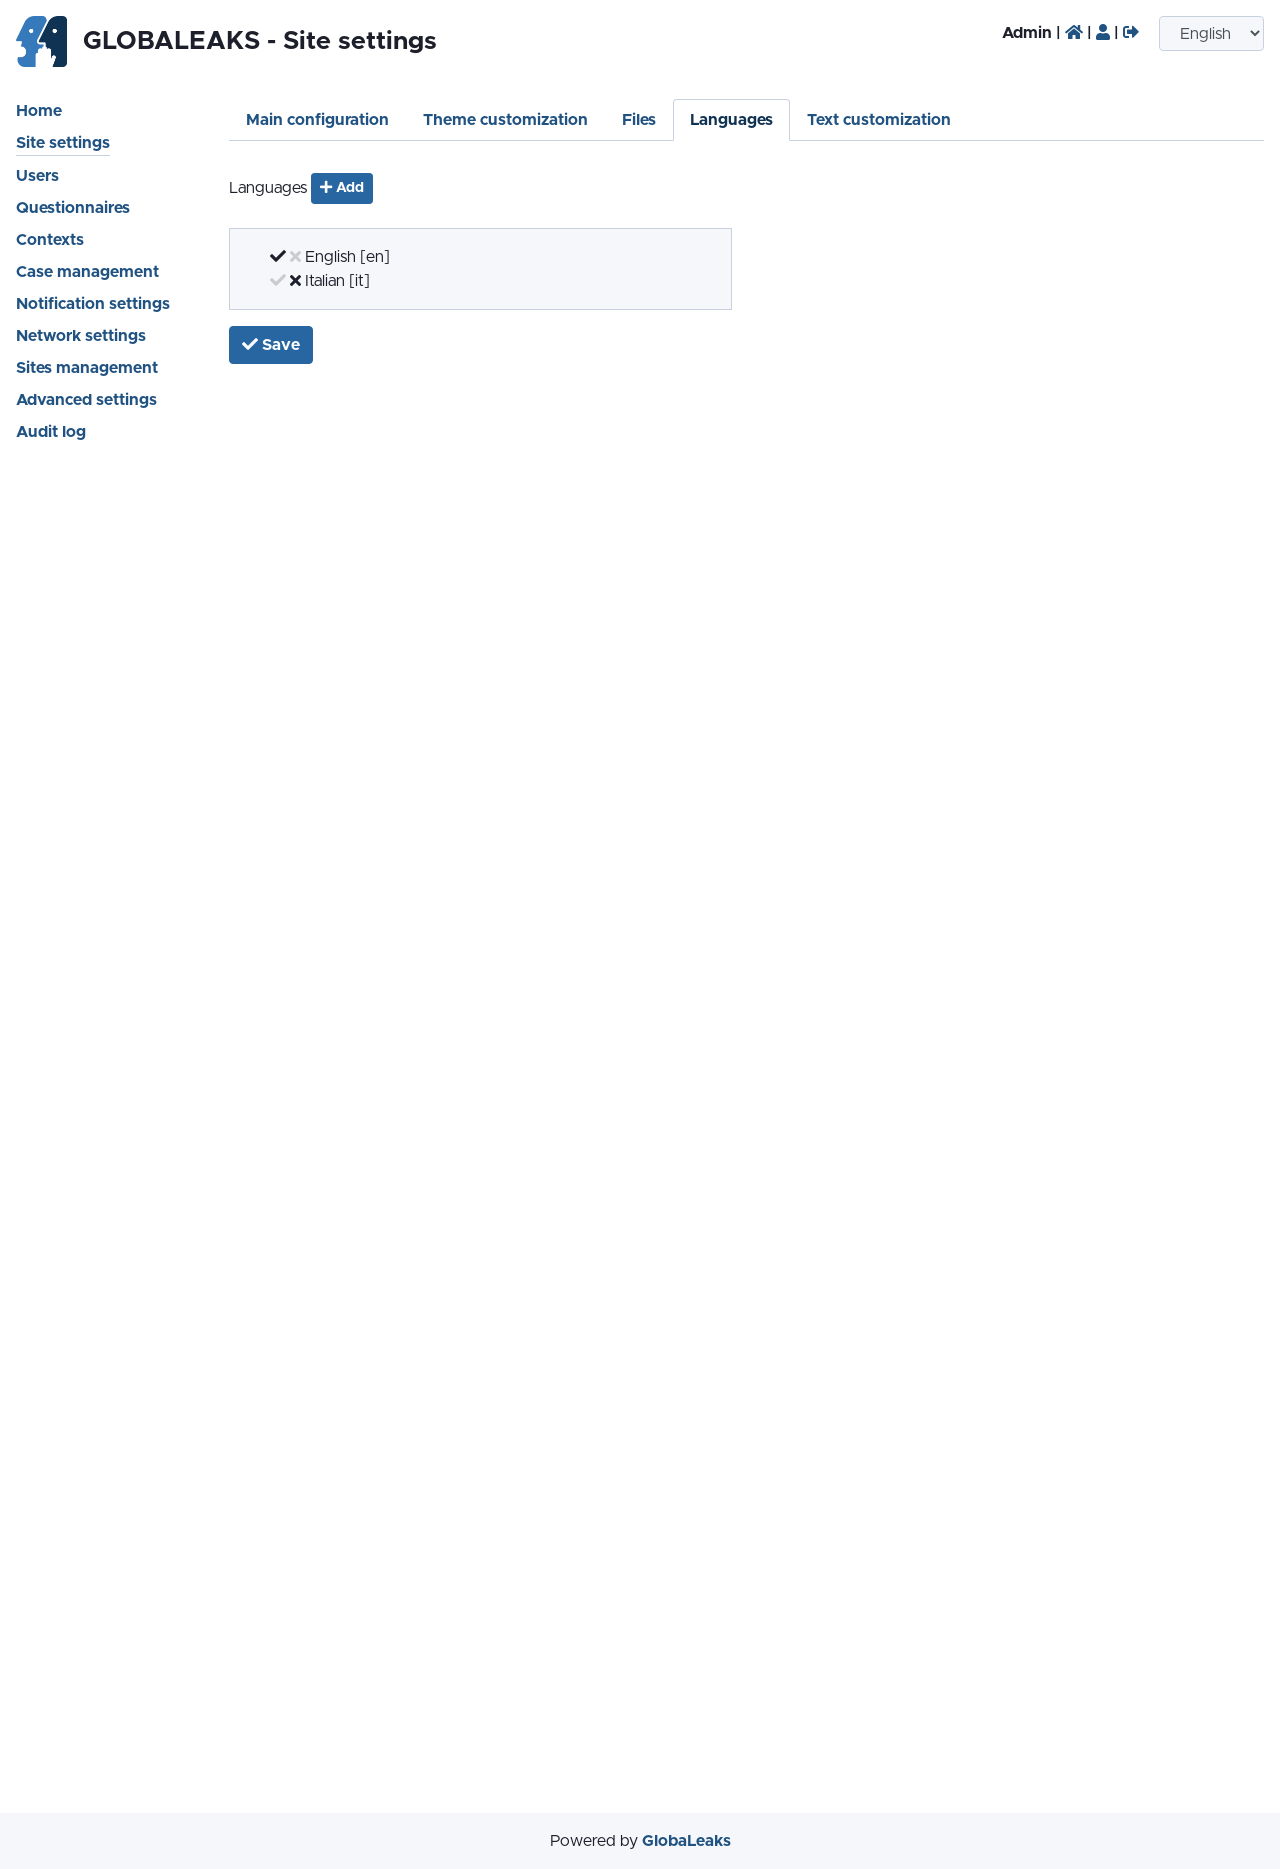 GLOBALEAKS - Site settings
Admin | | |
English
Home
Site settings
Users
Questionnaires
Contexts
Case management
Notification settings
Network settings
Sites management
Advanced settings
Audit log
Main configuration
Theme customization
Files
Languages
Text customization
Languages
Add
English [en]
Italian [it]
Save
Powered by GlobaLeaks